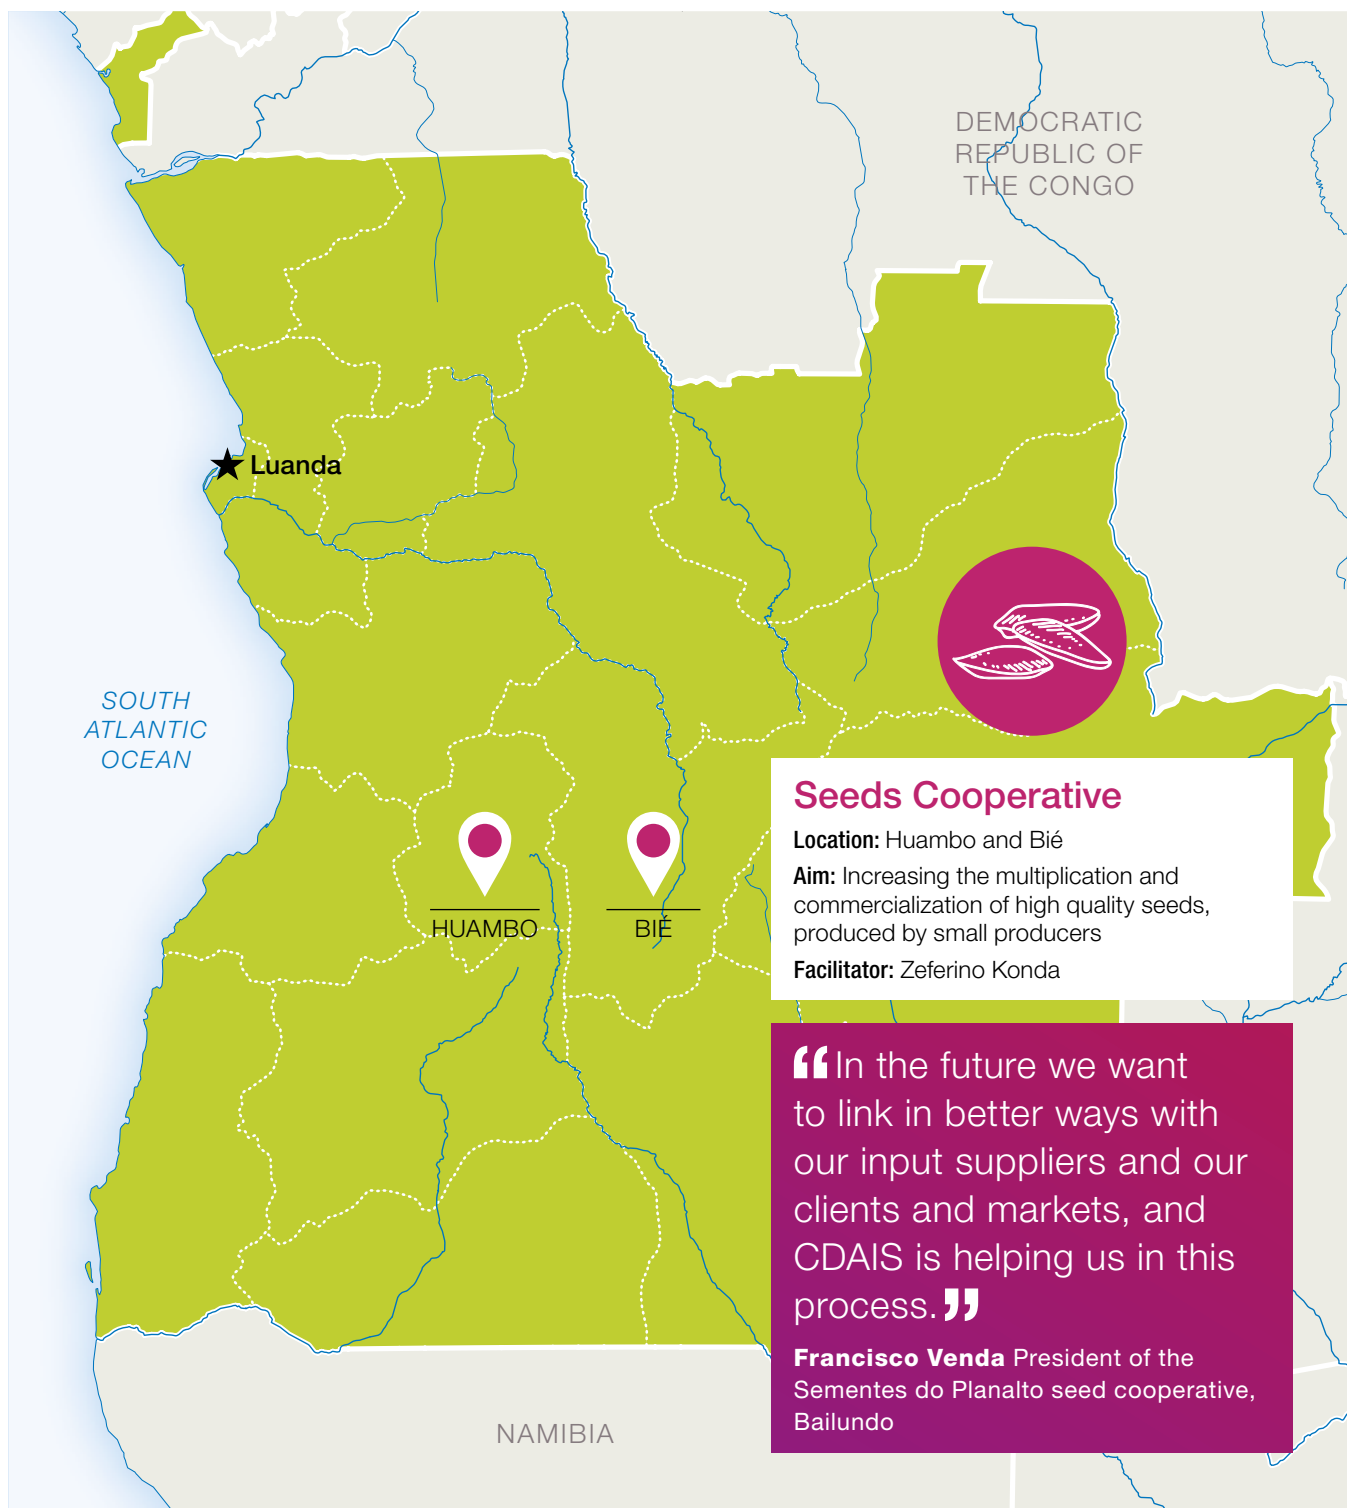 DEMOCRATIC
REPUBLIC OF
THE CONGO
Luanda
SOUTH
ATLANTIC
OCEAN
HUAMBO
BIÉ
Seeds Cooperative
Location: Huambo and Bié
Aim: Increasing the multiplication and
commercialization of high quality seeds,
produced by small producers
Facilitator: Zeferino Konda
“In the future we want
to link in better ways with
our input suppliers and our
clients and markets, and
CDAIS is helping us in this
process.”
Francisco Venda President of the
Sementes do Planalto seed cooperative,
Bailundo
NAMIBIA